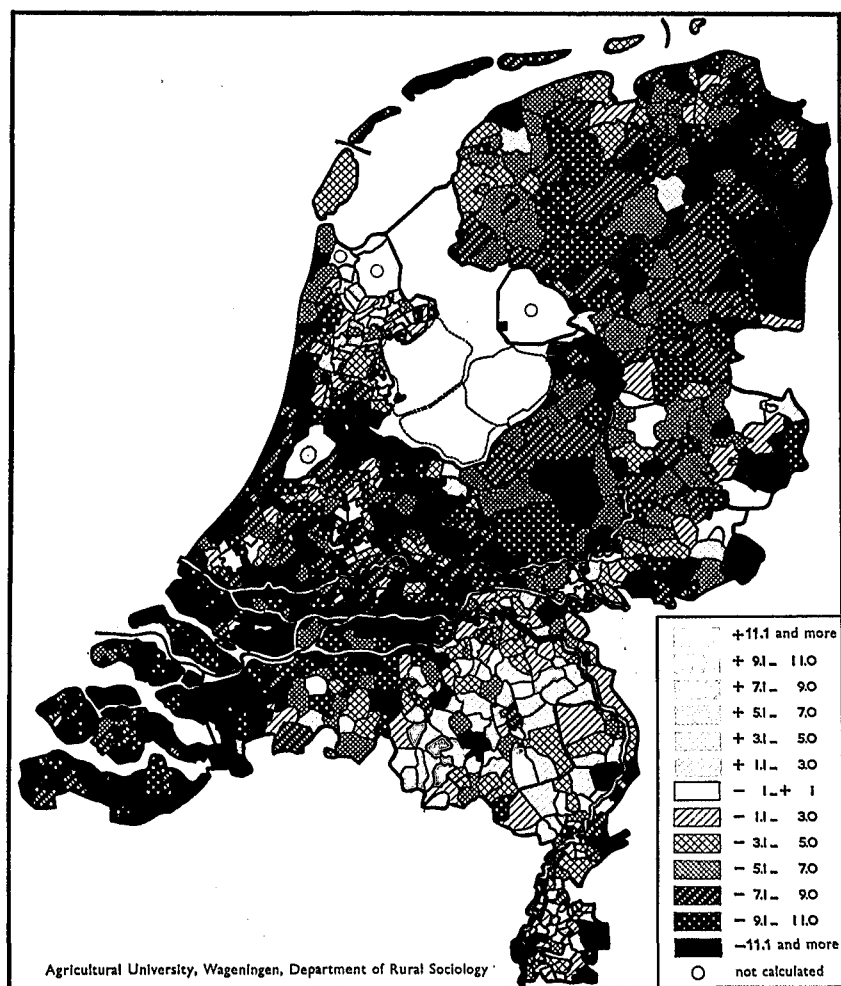 +11.1 and more
+ 9.1 - 11.0
+ 7.1 - 9.0
+ 5.1 - 7.0
+ 3.1 - 5.0
+ 1.1 - 3.0
- 1 - + 1
- 1.1 - 3.0
- 3.1 - 5.0
- 5.1 - 7.0
- 7.1 - 9.0
- 9.1 - 11.0
-11.1 and more
not calculated
Agricultural University, Wageningen, Department of Rural Sociology